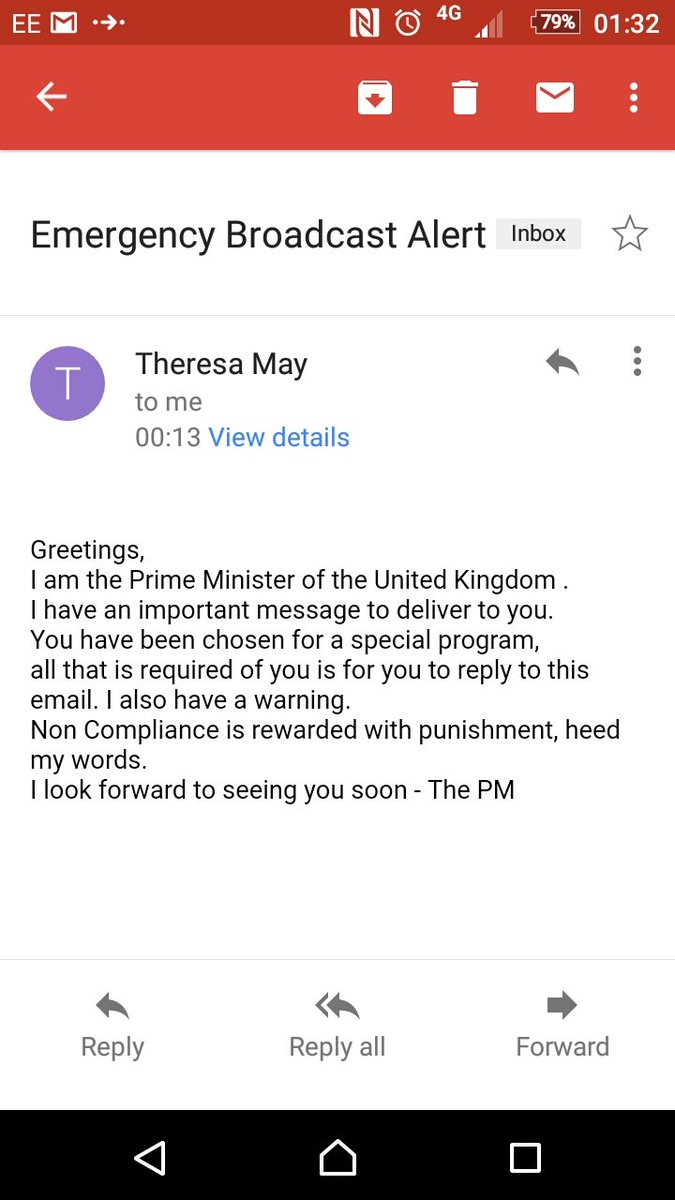 EE 4G 79% 01:32
Emergency Broadcast Alert Inbox
T
Theresa May
to me
00:13 View details
Greetings,
I am the Prime Minister of the United Kingdom .
I have an important message to deliver to you.
You have been chosen for a special program,
all that is required of you is for you to reply to this
email. I also have a warning.
Non Compliance is rewarded with punishment, heed
my words.
I look forward to seeing you soon - The PM
Reply Reply all Forward